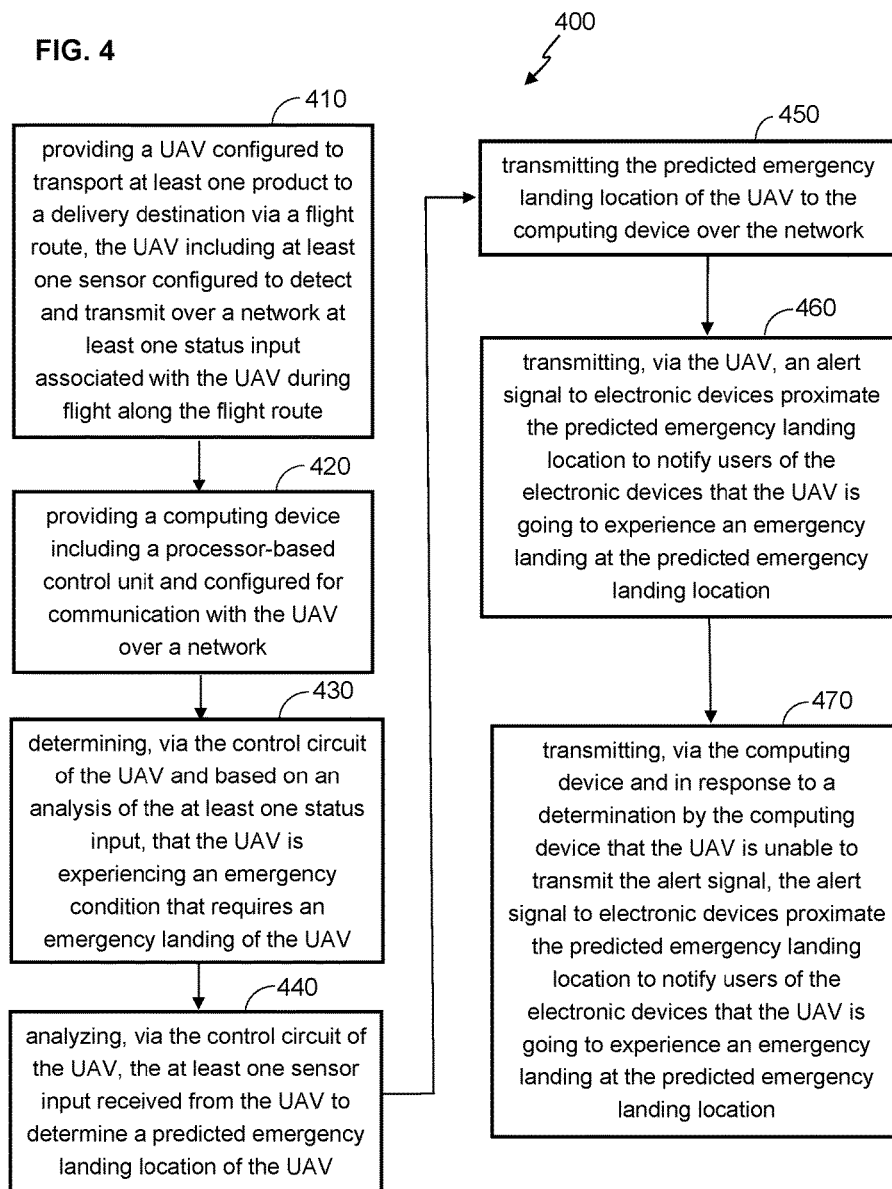 FIG. 4
400
410
providing a UAV configured to
transport at least one product to
a delivery destination via a flight
route, the UAV including at least
one sensor configured to detect
and transmit over a network at
least one status input
associated with the UAV during
flight along the flight route
420
providing a computing device
including a processor-based
control unit and configured for
communication with the UAV
over a network
430
determining, via the control circuit
of the UAV and based on an
analysis of the at least one status
input, that the UAV is
experiencing an emergency
condition that requires an
emergency landing of the UAV
440
analyzing, via the control circuit of
the UAV, the at least one sensor
input received from the UAV to
determine a predicted emergency
landing location of the UAV
450
transmitting the predicted emergency
landing location of the UAV to the
computing device over the network
460
transmitting, via the UAV, an alert
signal to electronic devices proximate
the predicted emergency landing
location to notify users of the
electronic devices that the UAV is
going to experience an emergency
landing at the predicted emergency
landing location
470
transmitting, via the computing
device and in response to a
determination by the computing
device that the UAV is unable to
transmit the alert signal, the alert
signal to electronic devices proximate
the predicted emergency landing
location to notify users of the
electronic devices that the UAV is
going to experience an emergency
landing at the predicted emergency
landing location